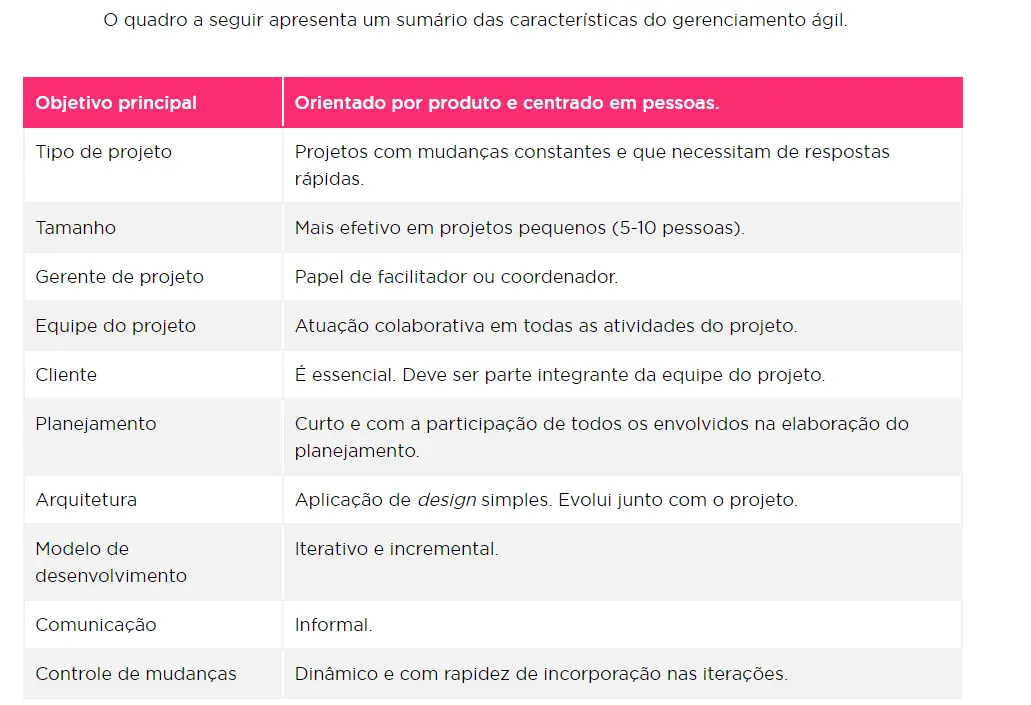 O quadro a seguir apresenta um sumário das características do gerenciamento ágil.
Objetivo principal
Orientado por produto e centrado em pessoas.
Tipo de projeto
Projetos com mudanças constantes e que necessitam de respostas
rápidas.
Tamanho
Mais efetivo em projetos pequenos (5-10 pessoas).
Gerente de projeto
Papel de facilitador ou coordenador.
Equipe do projeto
Atuação colaborativa em todas as atividades do projeto.
Cliente
É essencial. Deve ser parte integrante da equipe do projeto.
Planejamento
Curto e com a participação de todos os envolvidos na elaboração do
planejamento.
Arquitetura
Aplicação de design simples. Evolui junto com o projeto.
Modelo de
desenvolvimento
Iterativo e incremental.
Comunicação
Informal.
Controle de mudanças
Dinâmico e com rapidez de incorporação nas iterações.